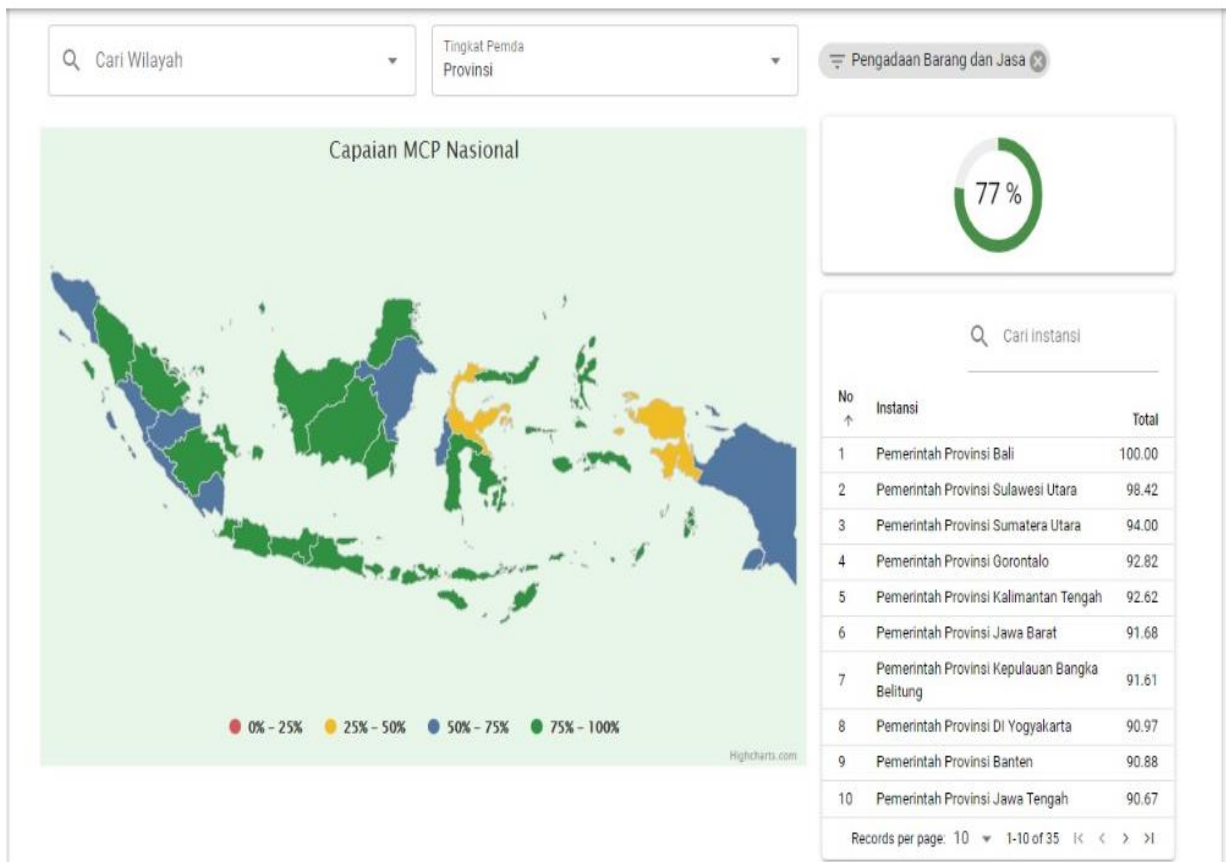 Cari Wilayah
Tingkat Pemda
Provinsi
Pengadaan Barang dan Jasa
Capaian MCP Nasional
0% - 25%
25% - 50%
50% - 75%
75% - 100%
Highcharts.com
77 %
Cari instansi
No Instansi Total
1 Pemerintah Provinsi Bali 100.00
2 Pemerintah Provinsi Sulawesi Utara 98.42
3 Pemerintah Provinsi Sumatera Utara 94.00
4 Pemerintah Provinsi Gorontalo 92.82
5 Pemerintah Provinsi Kalimantan Tengah 92.62
6 Pemerintah Provinsi Jawa Barat 91.68
7 Pemerintah Provinsi Kepulauan Bangka
Belitung 91.61
8 Pemerintah Provinsi DI Yogyakarta 90.97
9 Pemerintah Provinsi Banten 90.88
10 Pemerintah Provinsi Jawa Tengah 90.67
Records per page: 10 1-10 of 35